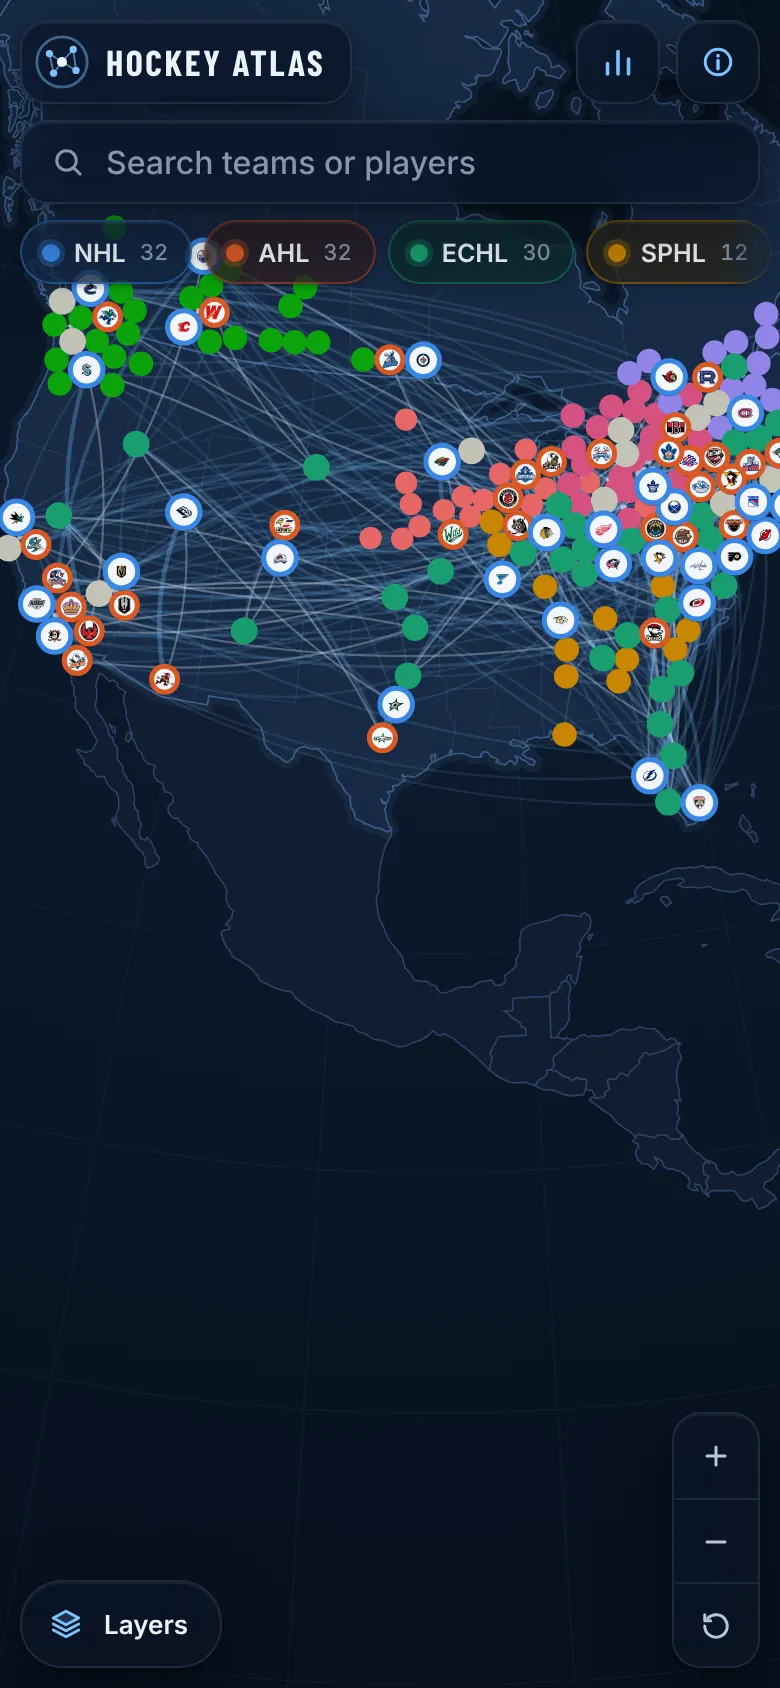 HOCKEY ATLAS
Search teams or players
NHL 32
AHL 32
ECHL 30
SPHL 12
Layers